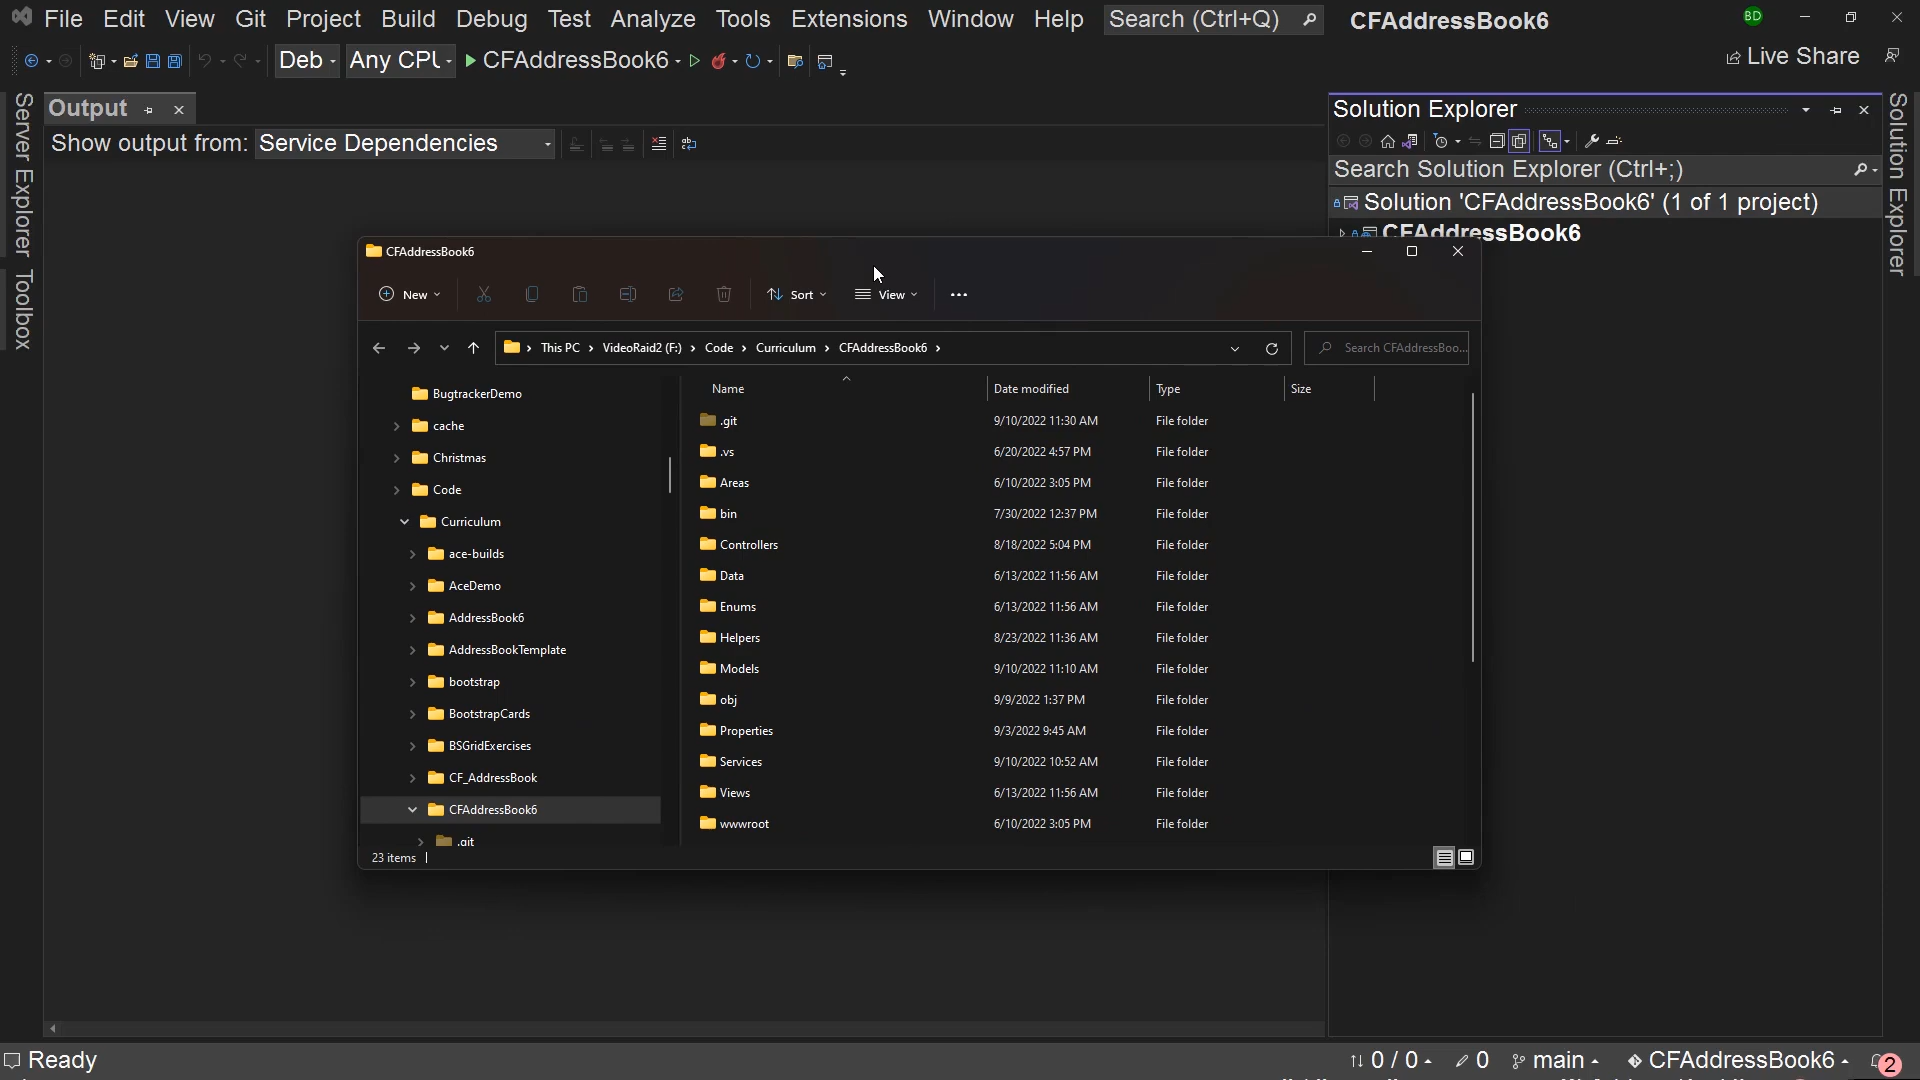 File Edit View Git Project Build Debug Test Analyze Tools Extensions Window Help Search (Ctrl+Q) CFAddressBook6 BD
Deb Any CPU CFAddressBook6 Live Share
Server Explorer
Toolbox
Output
Show output from: Service Dependencies
Solution Explorer
Search Solution Explorer (Ctrl+;)
Solution 'CFAddressBook6' (1 of 1 project)
CFAddressBook6
Solution Explorer
CFAddressBook6
New Sort View
This PC › VideoRaid2 (F:) › Code › Curriculum › CFAddressBook6 › Search CFAddressBoo...
BugtrackerDemo
cache
Christmas
Code
Curriculum
ace-builds
AceDemo
AddressBook6
AddressBookTemplate
bootstrap
BootstrapCards
BSGridExercises
CF_AddressBook
CFAddressBook6
.git
Name Date modified Type Size
.git 9/10/2022 11:30 AM File folder
.vs 6/20/2022 4:57 PM File folder
Areas 6/10/2022 3:05 PM File folder
bin 7/30/2022 12:37 PM File folder
Controllers 8/18/2022 5:04 PM File folder
Data 6/13/2022 11:56 AM File folder
Enums 6/13/2022 11:56 AM File folder
Helpers 8/23/2022 11:36 AM File folder
Models 9/10/2022 11:10 AM File folder
obj 9/9/2022 1:37 PM File folder
Properties 9/3/2022 9:45 AM File folder
Services 9/10/2022 10:52 AM File folder
Views 6/13/2022 11:56 AM File folder
wwwroot 6/10/2022 3:05 PM File folder
23 items
Ready 0 / 0 0 main CFAddressBook6 2